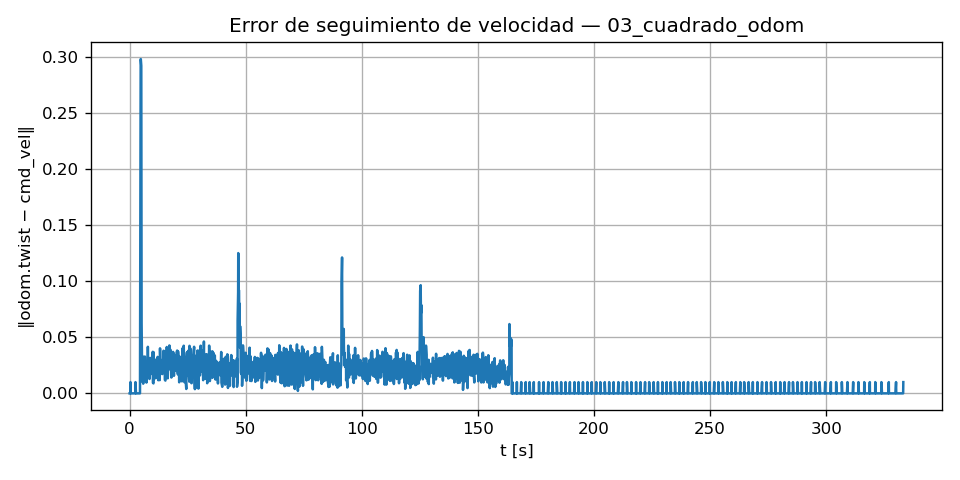 Error de seguimiento de velocidad — 03_cuadrado_odom
‖odom.twist − cmd_vel‖
0.30
0.25
0.20
0.15
0.10
0.05
0.00
0 50 100 150 200 250 300
t [s]